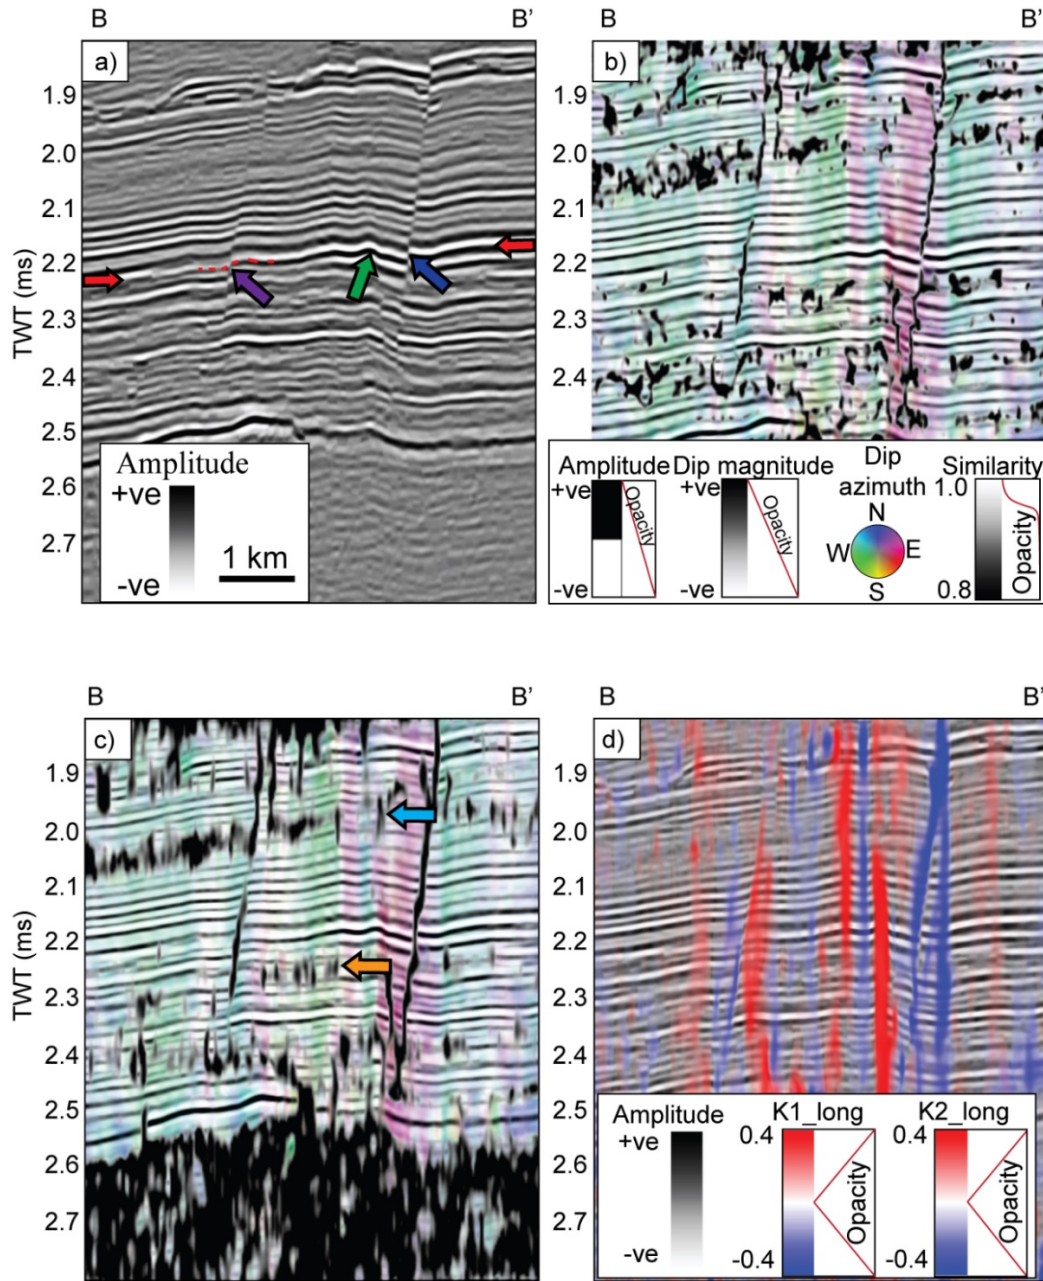 B B' B B'
a) b)
1.9
2.0
2.1
2.2
2.3
2.4
2.5
2.6
2.7
TWT (ms)
1.9
2.0
2.1
2.2
2.3
2.4
Amplitude
+ve
-ve
1 km
Amplitude
+ve
-ve
Opacity
Dip magnitude
+ve
-ve
Opacity
Dip
azimuth
N
W E
S
Similarity
1.0
0.8
Opacity
B B' B B'
c) d)
1.9
2.0
2.1
2.2
2.3
2.4
2.5
2.6
2.7
TWT (ms)
1.9
2.0
2.1
2.2
2.3
2.4
2.5
2.6
2.7
Amplitude
+ve
-ve
K1_long
0.4
-0.4
Opacity
K2_long
0.4
-0.4
Opacity